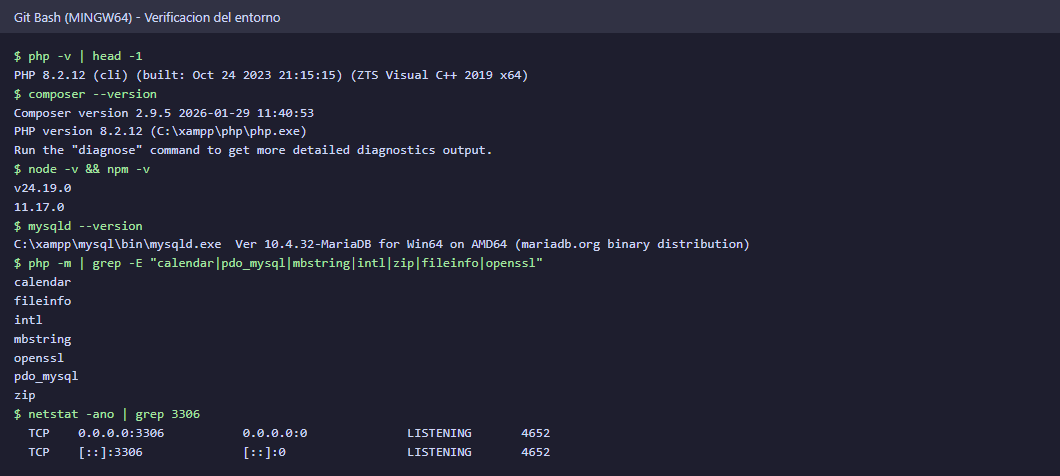 Git Bash (MINGW64) - Verificacion del entorno
$ php -v | head -1
PHP 8.2.12 (cli) (built: Oct 24 2023 21:15:15) (ZTS Visual C++ 2019 x64)
$ composer --version
Composer version 2.9.5 2026-01-29 11:40:53
PHP version 8.2.12 (C:\xampp\php\php.exe)
Run the "diagnose" command to get more detailed diagnostics output.
$ node -v && npm -v
v24.19.0
11.17.0
$ mysqld --version
C:\xampp\mysql\bin\mysqld.exe  Ver 10.4.32-MariaDB for Win64 on AMD64 (mariadb.org binary distribution)
$ php -m | grep -E "calendar|pdo_mysql|mbstring|intl|zip|fileinfo|openssl"
calendar
fileinfo
intl
mbstring
openssl
pdo_mysql
zip
$ netstat -ano | grep 3306
  TCP    0.0.0.0:3306           0.0.0.0:0              LISTENING       4652
  TCP    [::]:3306              [::]:0                 LISTENING       4652